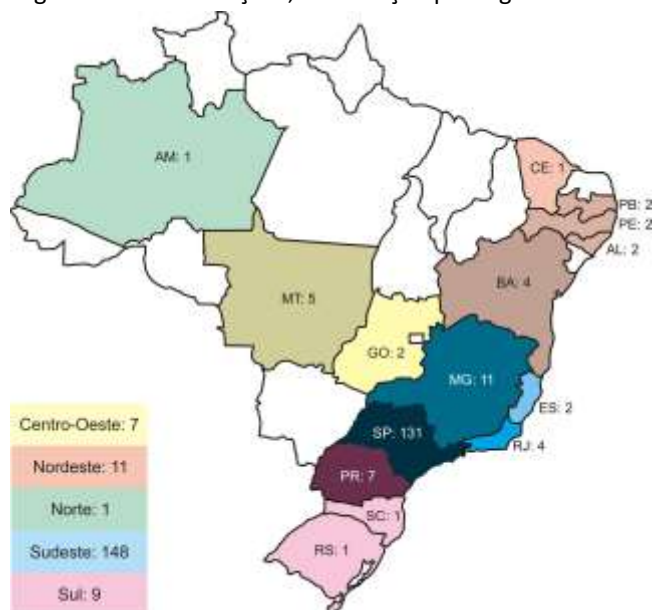 AM: 1
CE: 1
PB: 2
PE: 2
AL: 2
BA: 4
MT: 5
GO: 2
MG: 11
ES: 2
SP: 131
RJ: 4
PR: 7
SC: 1
RS: 1
Centro-Oeste: 7
Nordeste: 11
Norte: 1
Sudeste: 148
Sul: 9